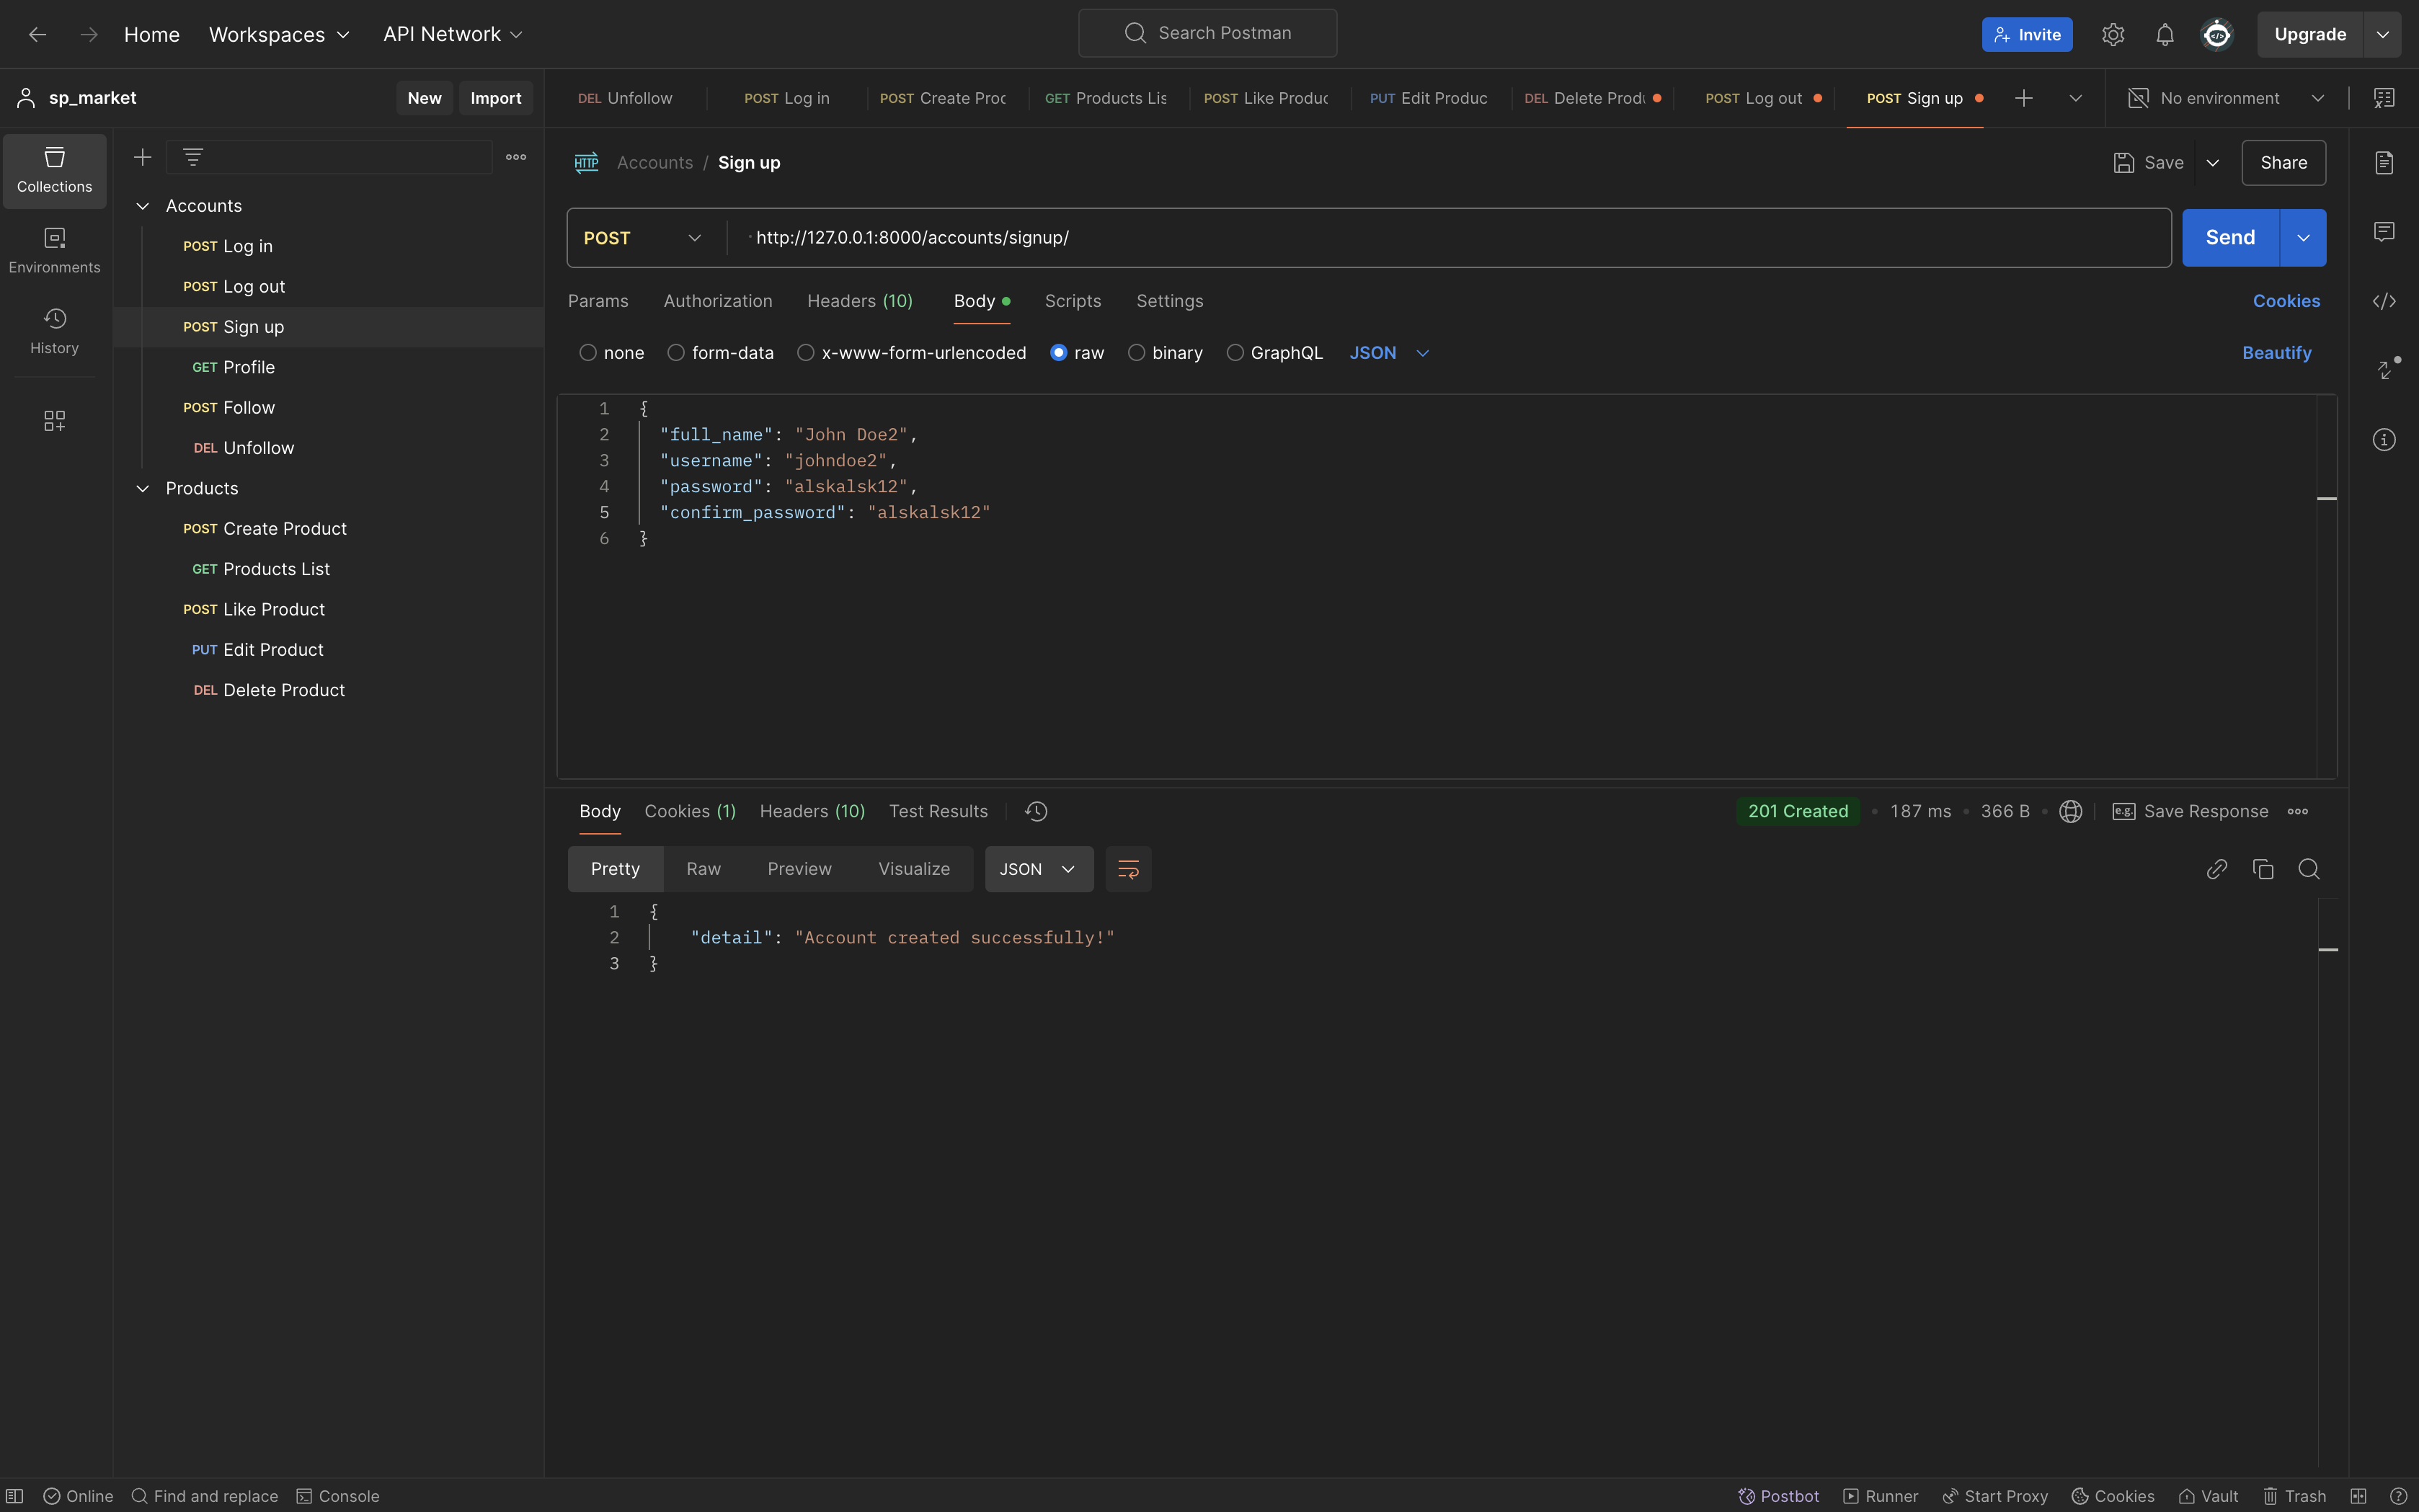 Home Workspaces API Network Search Postman Invite Upgrade
sp_market New Import
DEL Unfollow POST Log in POST Create Proc GET Products Lis POST Like Produc PUT Edit Produc DEL Delete Produ POST Log out POST Sign up No environment
Collections
Environments
History
Accounts
POST Log in
POST Log out
POST Sign up
GET Profile
POST Follow
DEL Unfollow
Products
POST Create Product
GET Products List
POST Like Product
PUT Edit Product
DEL Delete Product
HTTP Accounts / Sign up Save Share
POST http://127.0.0.1:8000/accounts/signup/ Send
Params Authorization Headers (10) Body Scripts Settings Cookies
none form-data x-www-form-urlencoded raw binary GraphQL JSON Beautify
1 {
2 "full_name": "John Doe2",
3 "username": "johndoe2",
4 "password": "alskalsk12",
5 "confirm_password": "alskalsk12"
6 }
Body Cookies (1) Headers (10) Test Results 201 Created • 187 ms • 366 B • e.g. Save Response
Pretty Raw Preview Visualize JSON
1 {
2 "detail": "Account created successfully!"
3 }
Online Find and replace Console Postbot Runner Start Proxy Cookies Vault Trash